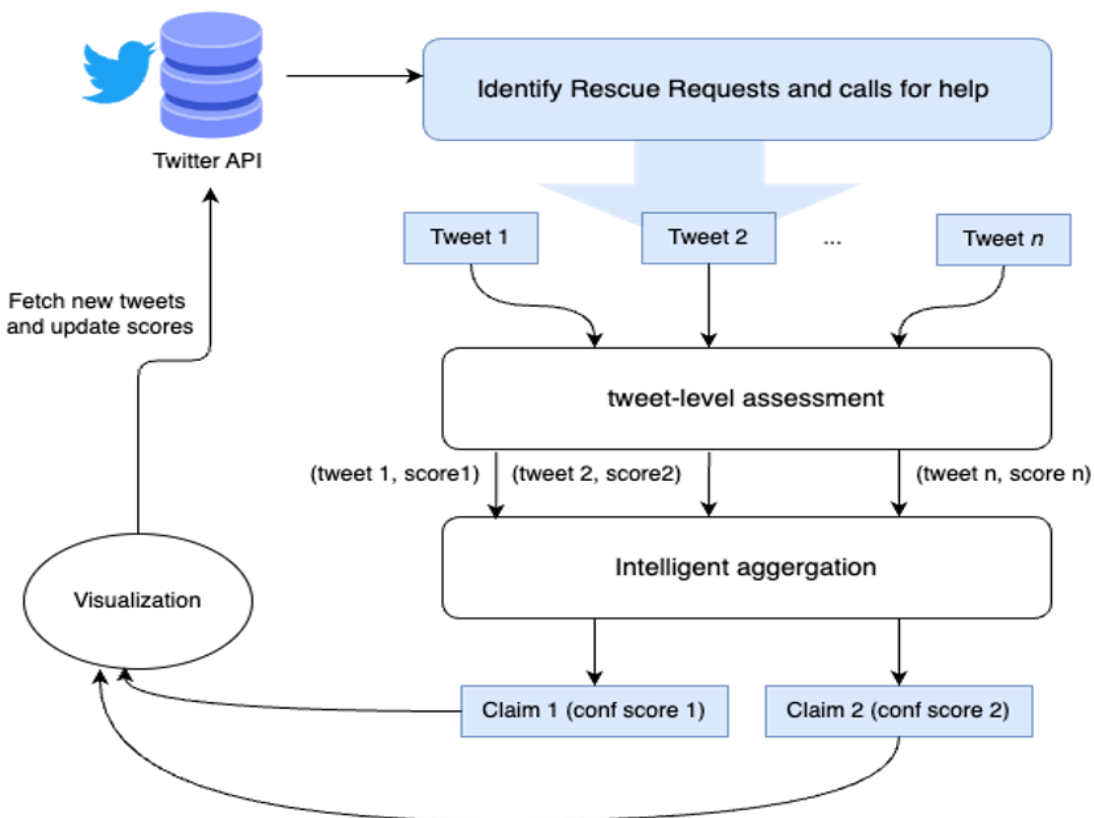 Identify Rescue Requests and calls for help
Twitter API
Tweet 1
Tweet 2
...
Tweet n
Fetch new tweets
and update scores
tweet-level assessment
(tweet 1, score1)
(tweet 2, score2)
(tweet n, score n)
Intelligent aggergation
Visualization
Claim 1 (conf score 1)
Claim 2 (conf score 2)